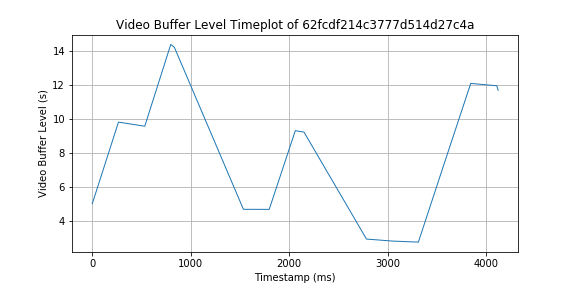 Video Buffer Level Timeplot of 62fcdf214c3777d514d27c4a
14
12
10
8
6
4
Video Buffer Level (s)
0 1000 2000 3000 4000
Timestamp (ms)